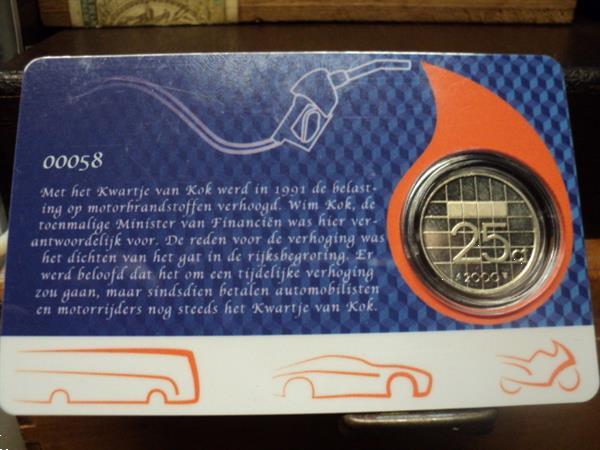 00058
Met het Kwartje van Kok werd in 1991 de belast-
ing op motorbrandstoffen verhoogd. Wim Kok, de
toenmalige Minister van Financiën was hier ver-
antwoordelijk voor. De reden voor de verhoging was
het dichten van het gat in de rijksbegroting. Er
werd beloofd dat het om een tijdelijke verhoging
zou gaan, maar sindsdien betalen automobilisten
en motorrijders nog steeds het Kwartje van Kok.
25
ct
2000